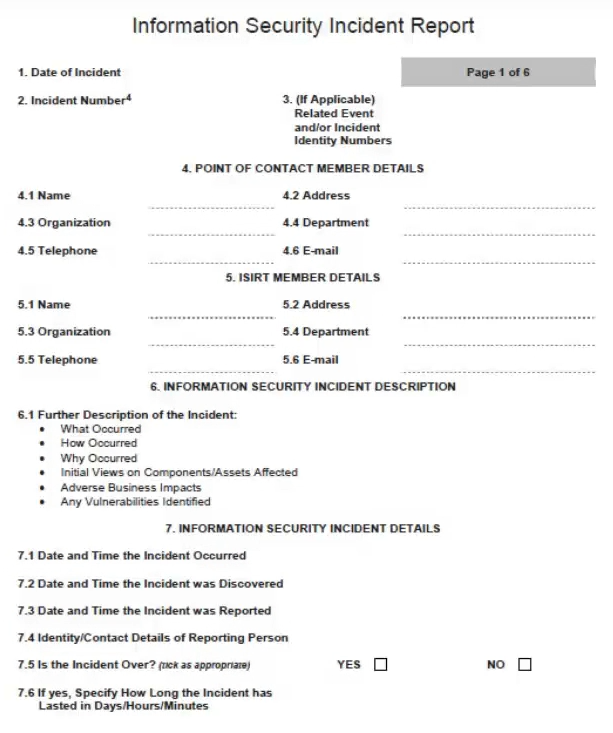 Information Security Incident Report
1. Date of Incident
Page 1 of 6
2. Incident Number4
3. (If Applicable)
Related Event
and/or Incident
Identity Numbers
4. POINT OF CONTACT MEMBER DETAILS
4.1 Name
4.2 Address
4.3 Organization
4.4 Department
4.5 Telephone
4.6 E-mail
5. ISIRT MEMBER DETAILS
5.1 Name
5.2 Address
5.3 Organization
5.4 Department
5.5 Telephone
5.6 E-mail
6. INFORMATION SECURITY INCIDENT DESCRIPTION
6.1 Further Description of the Incident:
• What Occurred
• How Occurred
• Why Occurred
• Initial Views on Components/Assets Affected
• Adverse Business Impacts
• Any Vulnerabilities Identified
7. INFORMATION SECURITY INCIDENT DETAILS
7.1 Date and Time the Incident Occurred
7.2 Date and Time the Incident was Discovered
7.3 Date and Time the Incident was Reported
7.4 Identity/Contact Details of Reporting Person
7.5 Is the Incident Over? (tick as appropriate) YES NO
7.6 If yes, Specify How Long the Incident has
Lasted in Days/Hours/Minutes